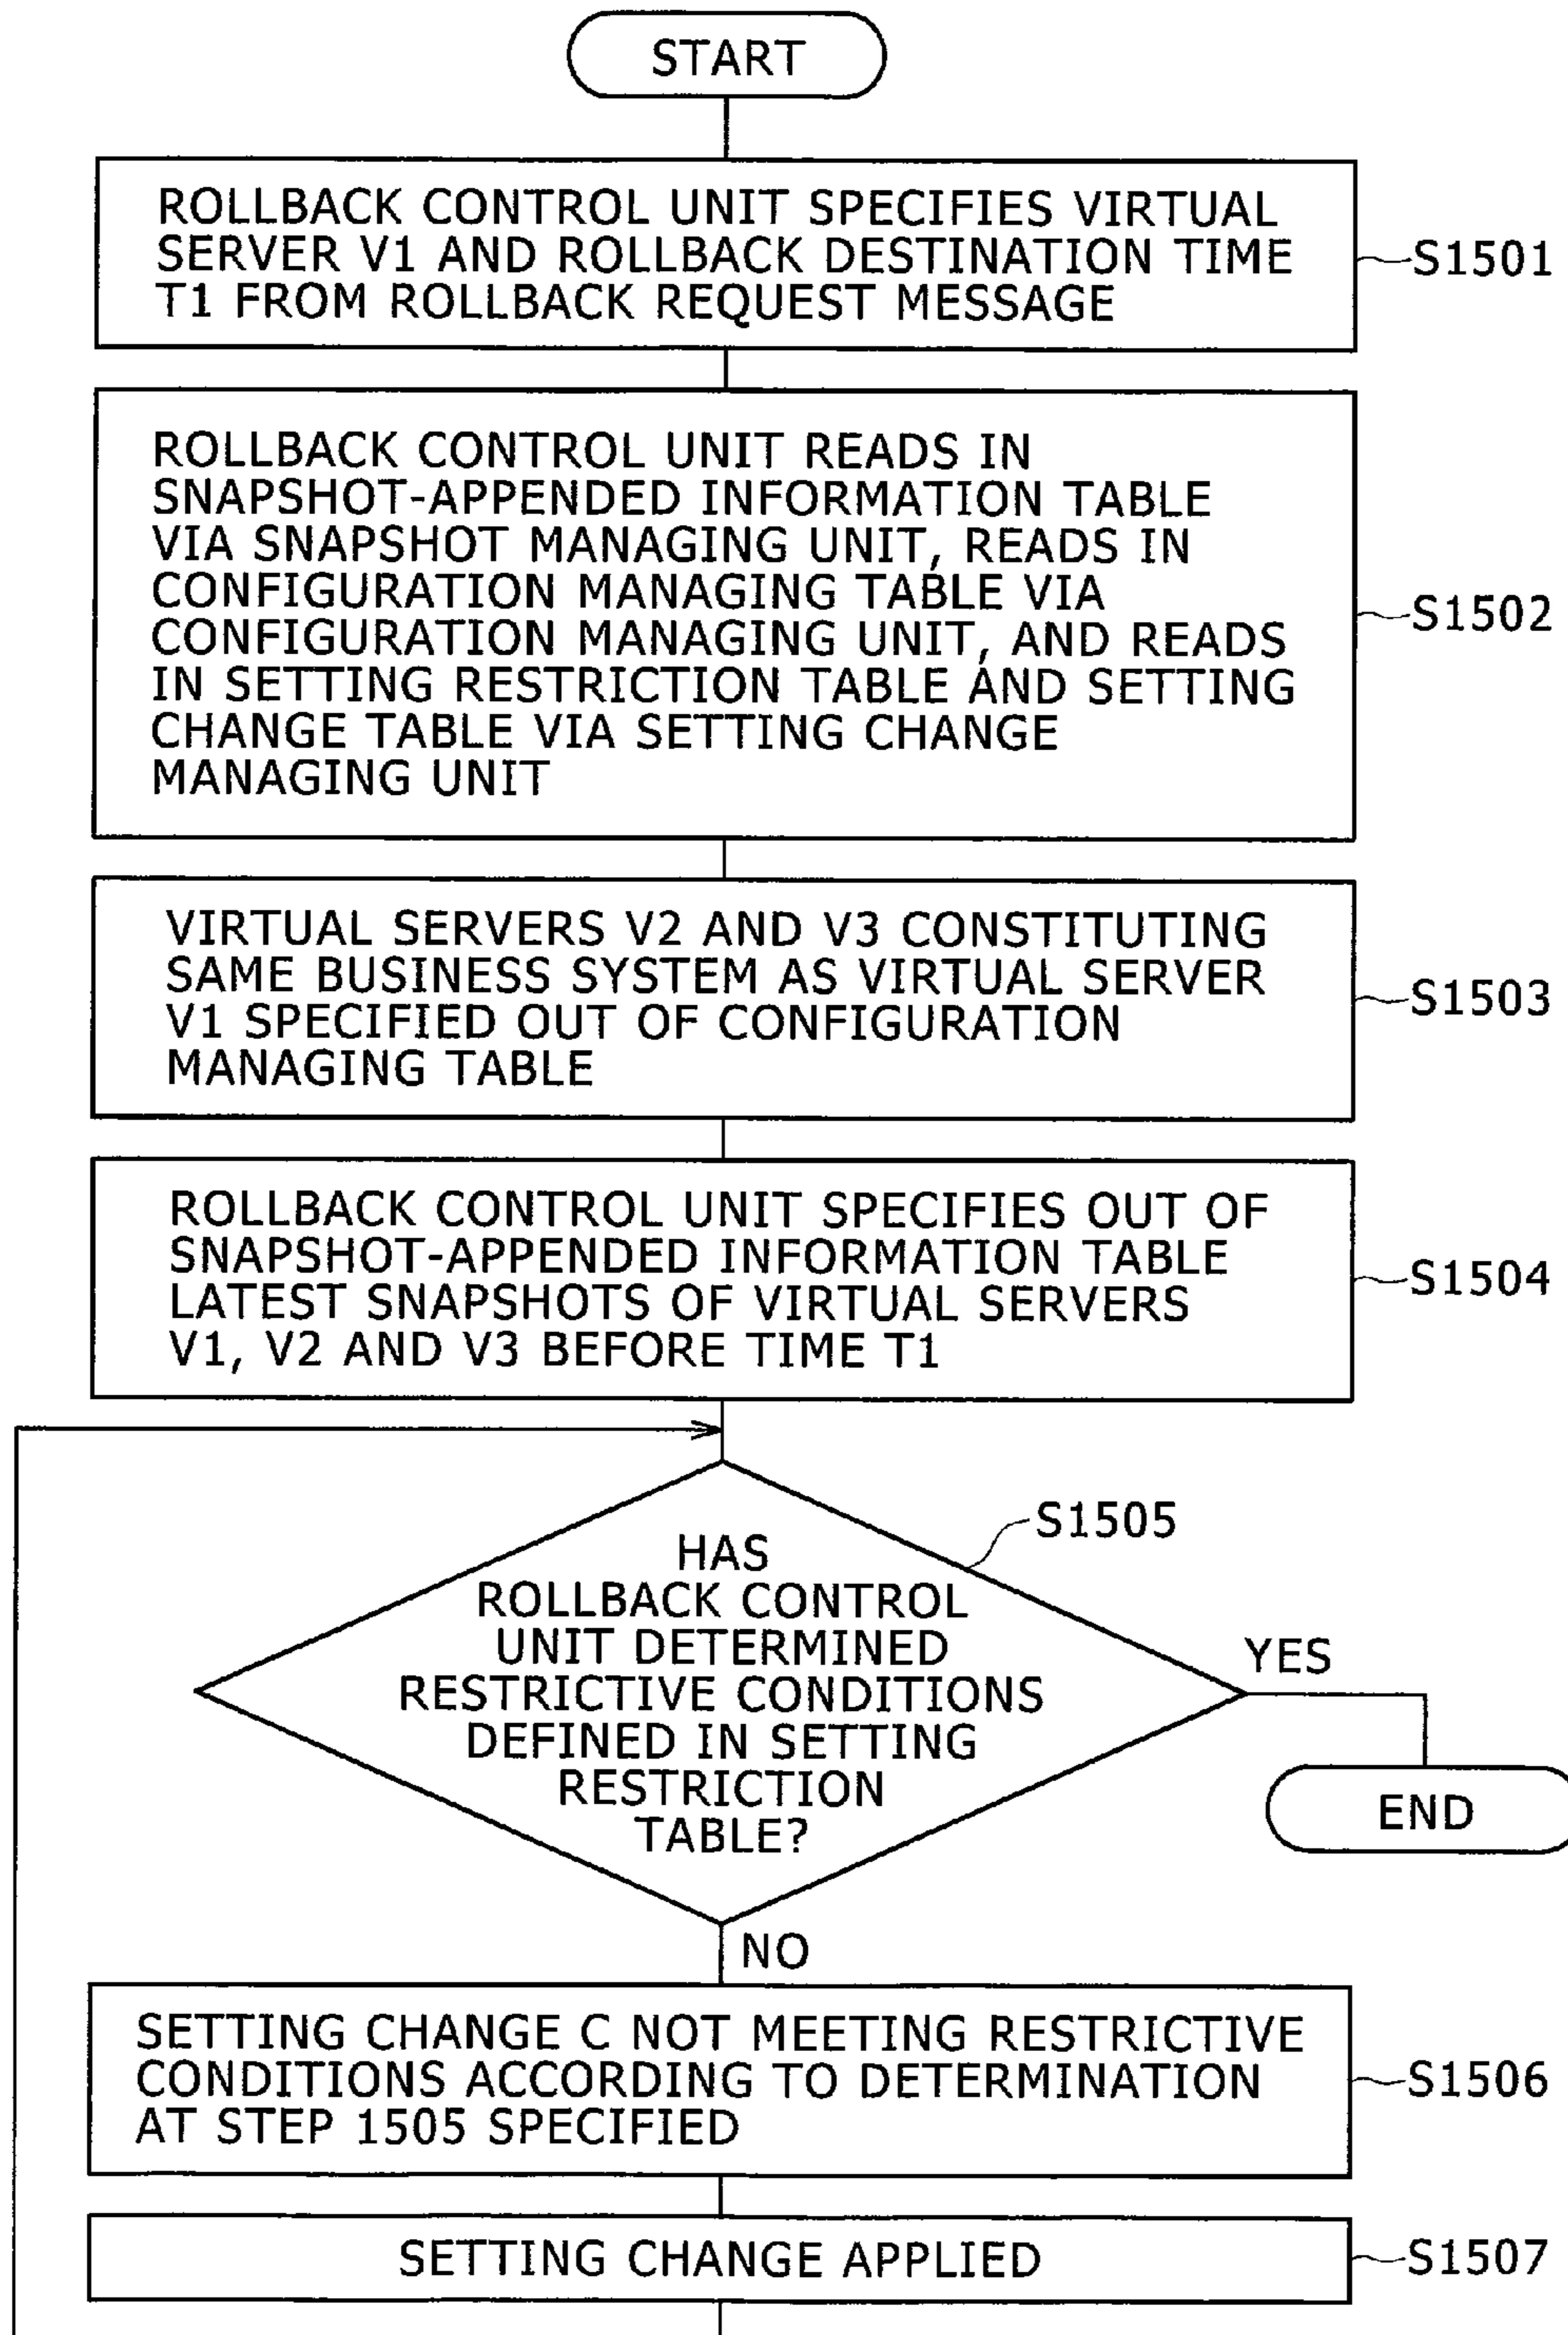 START
ROLLBACK CONTROL UNIT SPECIFIES VIRTUAL
SERVER V1 AND ROLLBACK DESTINATION TIME
T1 FROM ROLLBACK REQUEST MESSAGE
S1501
ROLLBACK CONTROL UNIT READS IN
SNAPSHOT-APPENDED INFORMATION TABLE
VIA SNAPSHOT MANAGING UNIT, READS IN
CONFIGURATION MANAGING TABLE VIA
CONFIGURATION MANAGING UNIT, AND READS
IN SETTING RESTRICTION TABLE AND SETTING
CHANGE TABLE VIA SETTING CHANGE
MANAGING UNIT
S1502
VIRTUAL SERVERS V2 AND V3 CONSTITUTING
SAME BUSINESS SYSTEM AS VIRTUAL SERVER
V1 SPECIFIED OUT OF CONFIGURATION
MANAGING TABLE
S1503
ROLLBACK CONTROL UNIT SPECIFIES OUT OF
SNAPSHOT-APPENDED INFORMATION TABLE
LATEST SNAPSHOTS OF VIRTUAL SERVERS
V1, V2 AND V3 BEFORE TIME T1
S1504
S1505
HAS
ROLLBACK CONTROL
UNIT DETERMINED
RESTRICTIVE CONDITIONS
DEFINED IN SETTING
RESTRICTION
TABLE?
YES
END
NO
SETTING CHANGE C NOT MEETING RESTRICTIVE
CONDITIONS ACCORDING TO DETERMINATION
AT STEP 1505 SPECIFIED
S1506
SETTING CHANGE APPLIED
S1507